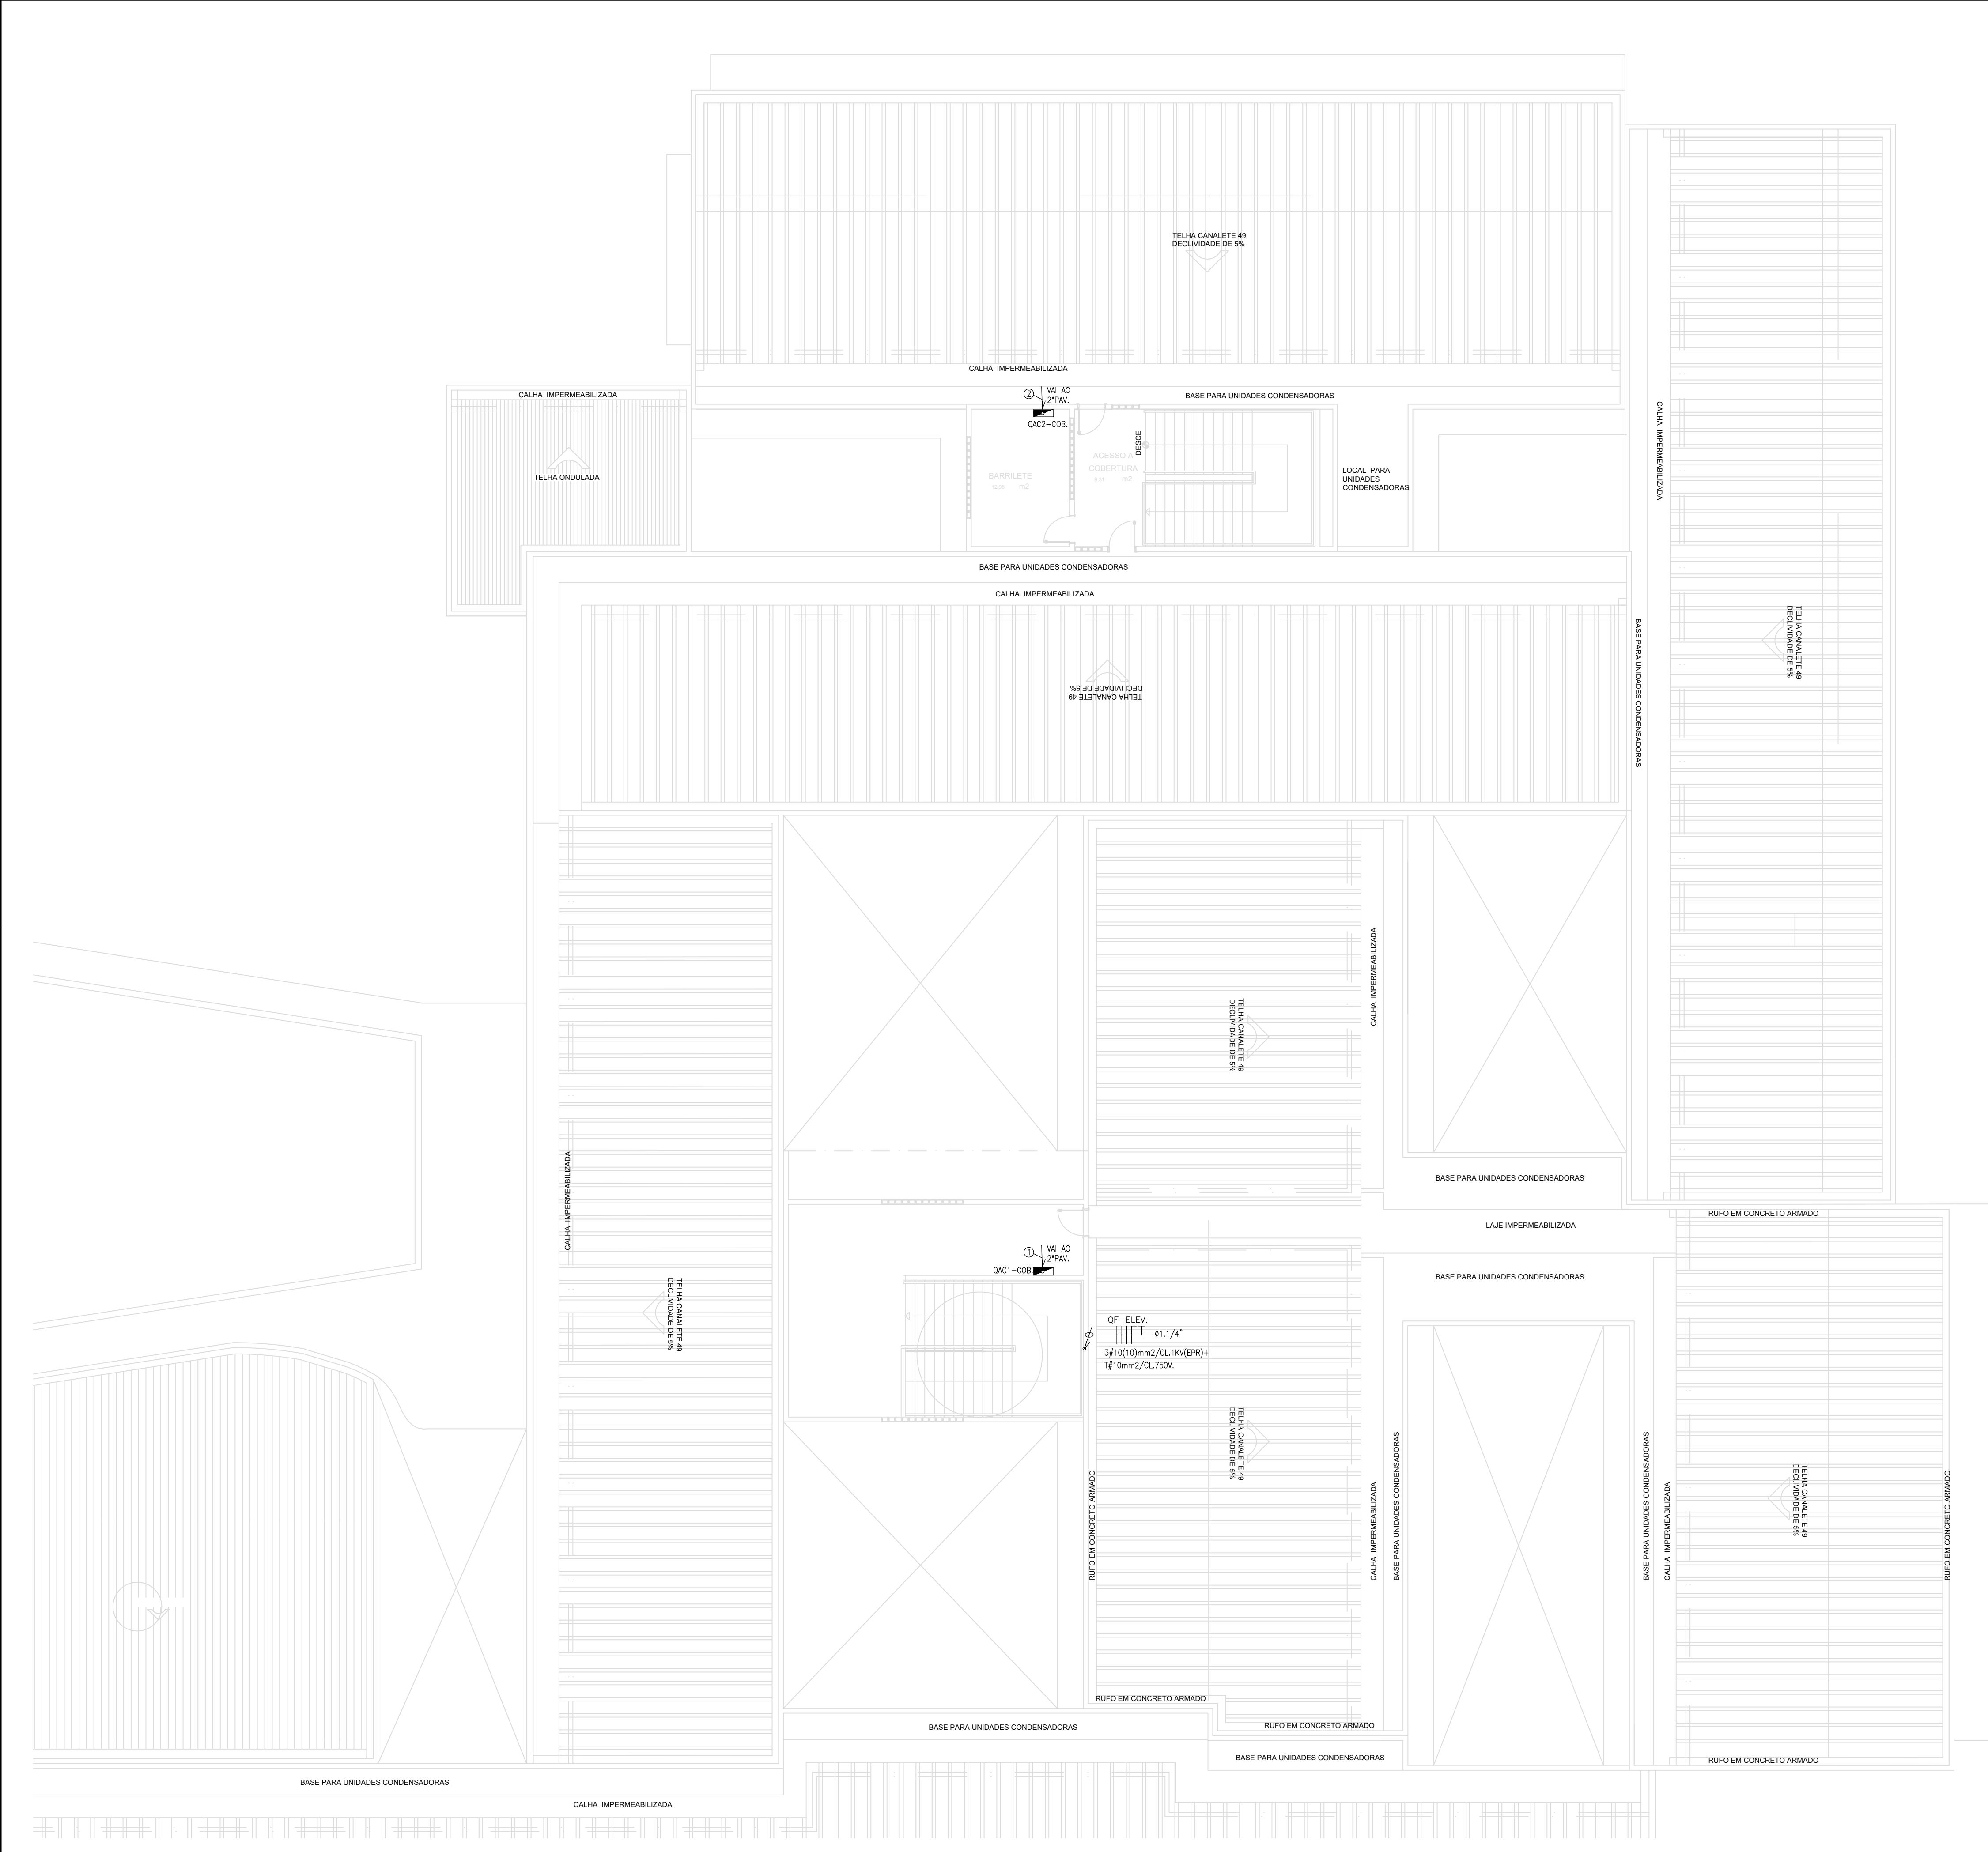 TELHA CANALETE 49
DECLIVIDADE DE 5%
CALHA IMPERMEABILIZADA
CALHA IMPERMEABILIZADA
TELHA ONDULADA
2
VAI AO
2°PAV.
QAC2-COB.
BASE PARA UNIDADES CONDENSADORAS
DESCE
ACESSO A
COBERTURA
m2
BARRILETE
m2
LOCAL PARA
UNIDADES
CONDENSADORAS
CALHA IMPERMEABILIZADA
BASE PARA UNIDADES CONDENSADORAS
CALHA IMPERMEABILIZADA
TELHA CANALETE 49
DECLIVIDADE DE 5%
BASE PARA UNIDADES CONDENSADORAS
TELHA CANALETE 49
DECLIVIDADE DE 5%
CALHA IMPERMEABILIZADA
TELHA CANALETE 49
DECLIVIDADE DE 5%
CALHA IMPERMEABILIZADA
BASE PARA UNIDADES CONDENSADORAS
RUFO EM CONCRETO ARMADO
LAJE IMPERMEABILIZADA
1
VAI AO
2°PAV.
QAC1-COB.
BASE PARA UNIDADES CONDENSADORAS
TELHA CANALETE 49
DECLIVIDADE DE 5%
QF-ELEV.
ø1.1/4"
3#10(10)mm2/CL.1KV(EPR)+
T#10mm2/CL.750V.
TELHA CANALETE 49
DECLIVIDADE DE 5%
RUFO EM CONCRETO ARMADO
CALHA IMPERMEABILIZADA
BASE PARA UNIDADES CONDENSADORAS
BASE PARA UNIDADES CONDENSADORAS
CALHA IMPERMEABILIZADA
TELHA CANALETE 49
DECLIVIDADE DE 5%
RUFO EM CONCRETO ARMADO
RUFO EM CONCRETO ARMADO
RUFO EM CONCRETO ARMADO
BASE PARA UNIDADES CONDENSADORAS
BASE PARA UNIDADES CONDENSADORAS
RUFO EM CONCRETO ARMADO
BASE PARA UNIDADES CONDENSADORAS
CALHA IMPERMEABILIZADA